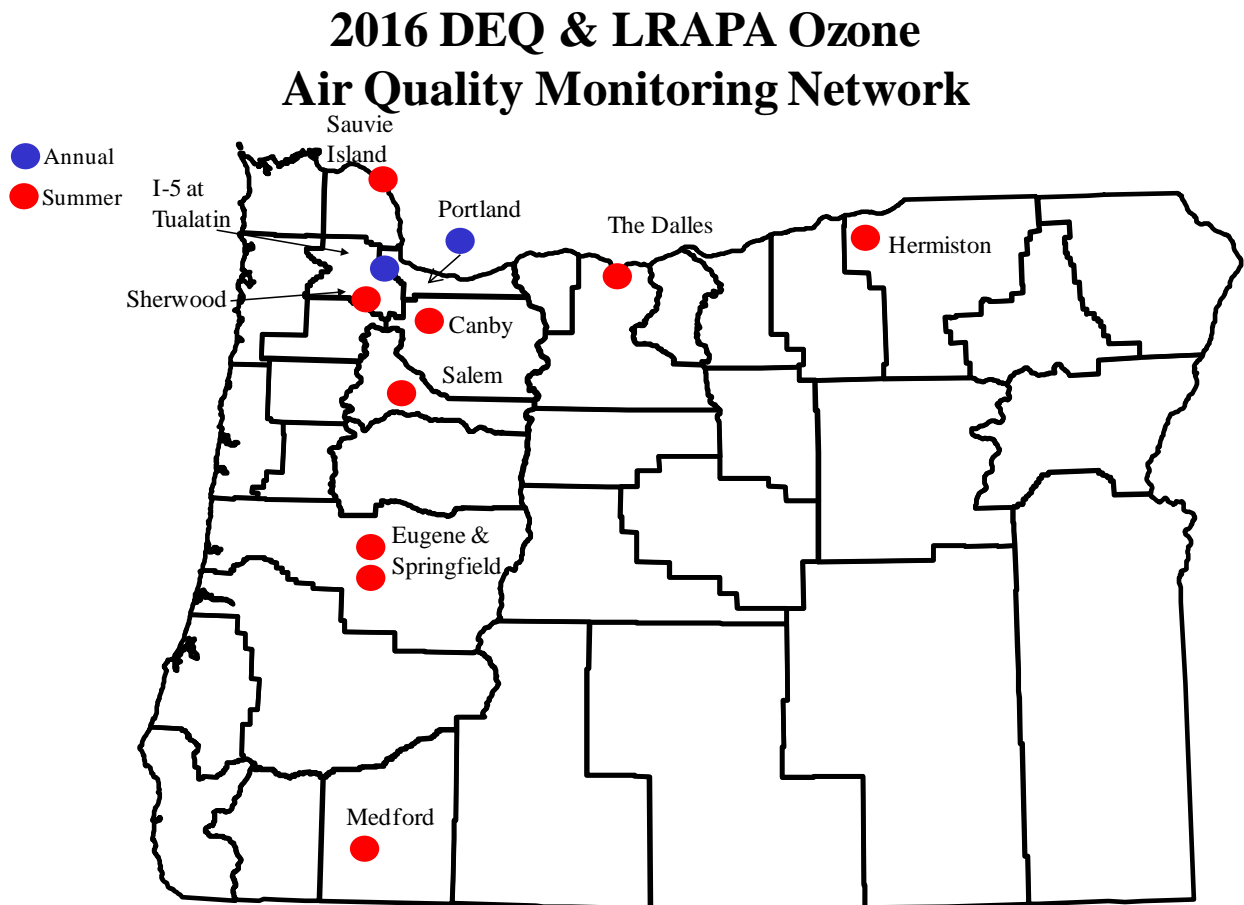 2016 DEQ & LRAPA Ozone
Air Quality Monitoring Network
Annual
Summer
Sauvie
Island
I-5 at
Tualatin
Portland
The Dalles
Hermiston
Sherwood
Canby
Salem
Eugene &
Springfield
Medford